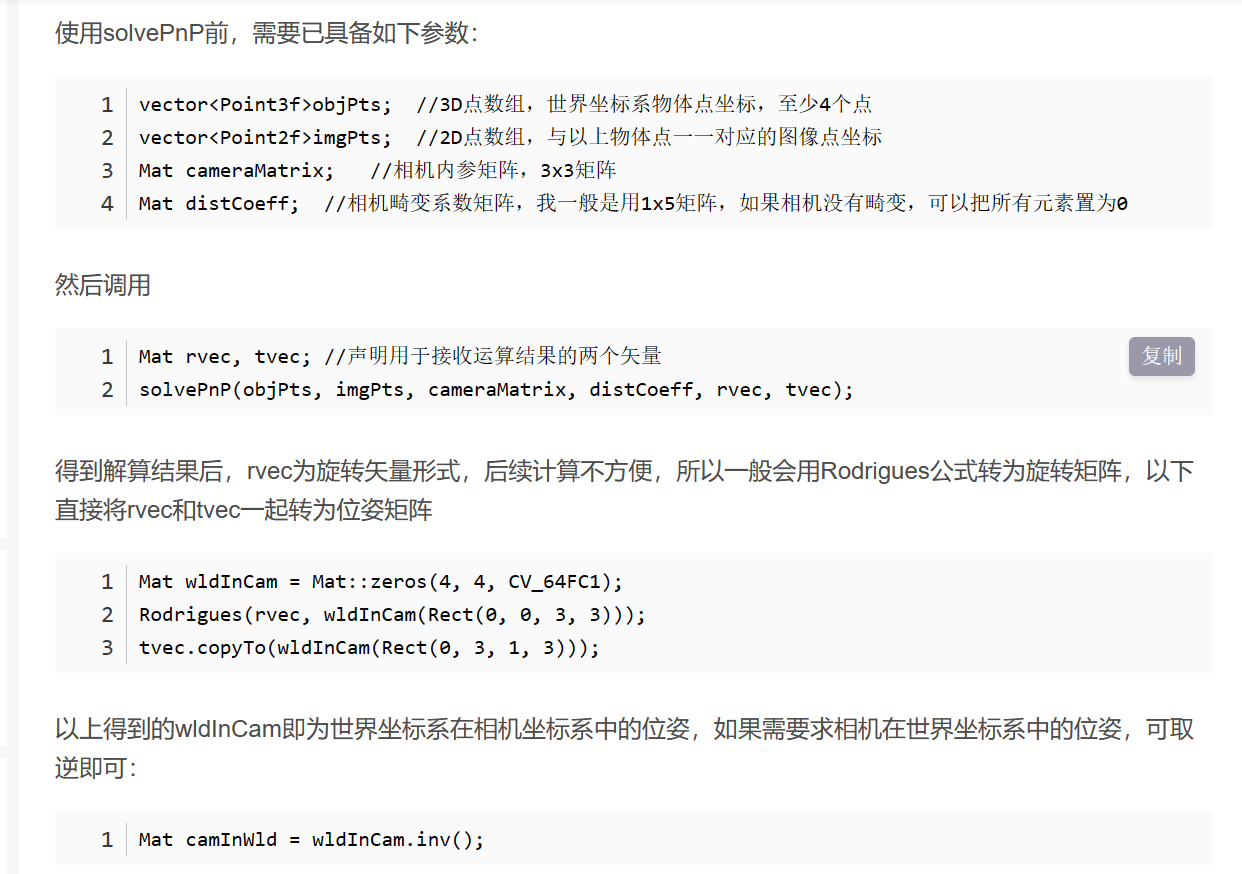 使用solvePnP前，需要已具备如下参数：
1 vector<Point3f>objPts;  //3D点数组，世界坐标系物体点坐标，至少4个点
2 vector<Point2f>imgPts;  //2D点数组，与以上物体点一一对应的图像点坐标
3 Mat cameraMatrix;   //相机内参矩阵，3x3矩阵
4 Mat distCoeff;  //相机畸变系数矩阵，我一般是用1x5矩阵，如果相机没有畸变，可以把所有元素置为0
然后调用
1 Mat rvec, tvec; //声明用于接收运算结果的两个矢量
复制
2 solvePnP(objPts, imgPts, cameraMatrix, distCoeff, rvec, tvec);
得到解算结果后，rvec为旋转矢量形式，后续计算不方便，所以一般会用Rodrigues公式转为旋转矩阵，以下
直接将rvec和tvec一起转为位姿矩阵
1 Mat wldInCam = Mat::zeros(4, 4, CV_64FC1);
2 Rodrigues(rvec, wldInCam(Rect(0, 0, 3, 3)));
3 tvec.copyTo(wldInCam(Rect(0, 3, 1, 3)));
以上得到的wldInCam即为世界坐标系在相机坐标系中的位姿，如果需要求相机在世界坐标系中的位姿，可取
逆即可：
1 Mat camInWld = wldInCam.inv();